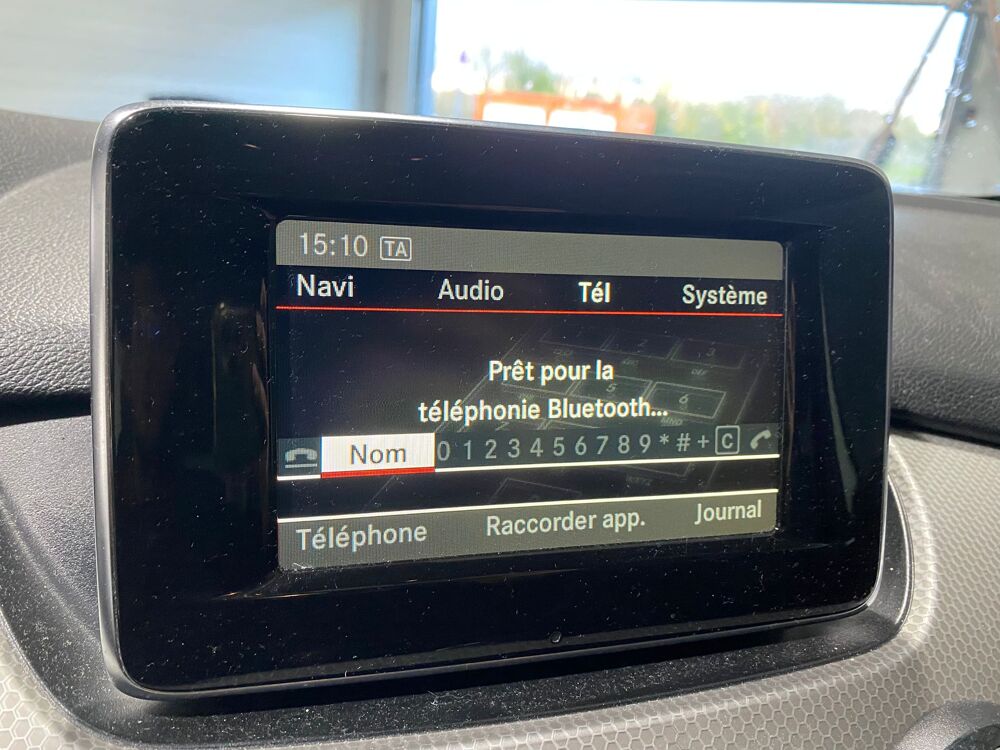 15:10 TA
Navi Audio Tél Système
Prêt pour la
téléphonie Bluetooth...
Nom 0 1 2 3 4 5 6 7 8 9 * # + C
Téléphone Raccorder app. Journal